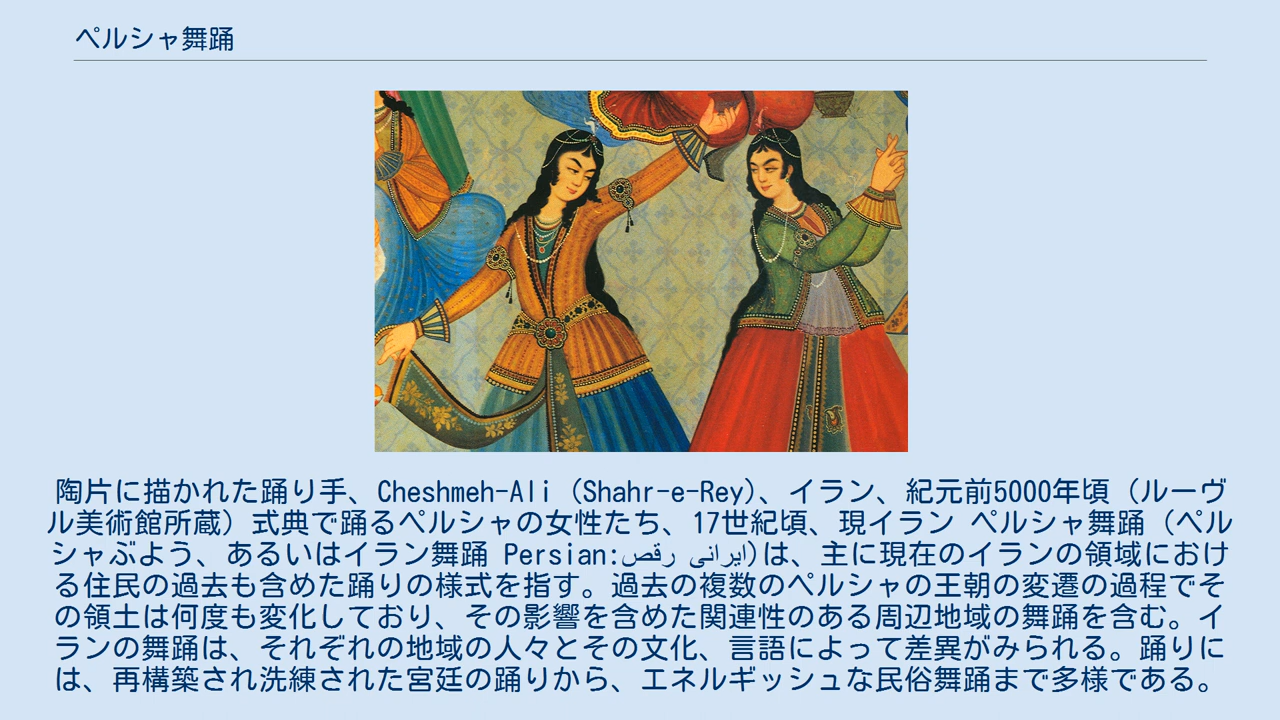 ペルシャ舞踊
陶片に描かれた踊り手、Cheshmeh-Ali (Shahr-e-Rey)、イラン、紀元前5000年頃（ルーヴ
ル美術館所蔵）式典で踊るペルシャの女性たち、17世紀頃、現イラン ペルシャ舞踊（ペル
シャぶよう、あるいはイラン舞踊 Persian:رقص ایرانی)は、主に現在のイランの領域におけ
る住民の過去も含めた踊りの様式を指す。過去の複数のペルシャの王朝の変遷の過程でそ
の領土は何度も変化しており、その影響を含めた関連性のある周辺地域の舞踊を含む。イ
ランの舞踊は、それぞれの地域の人々とその文化、言語によって差異がみられる。踊りに
は、再構築され洗練された宮廷の踊りから、エネルギッシュな民俗舞踊まで多様である。